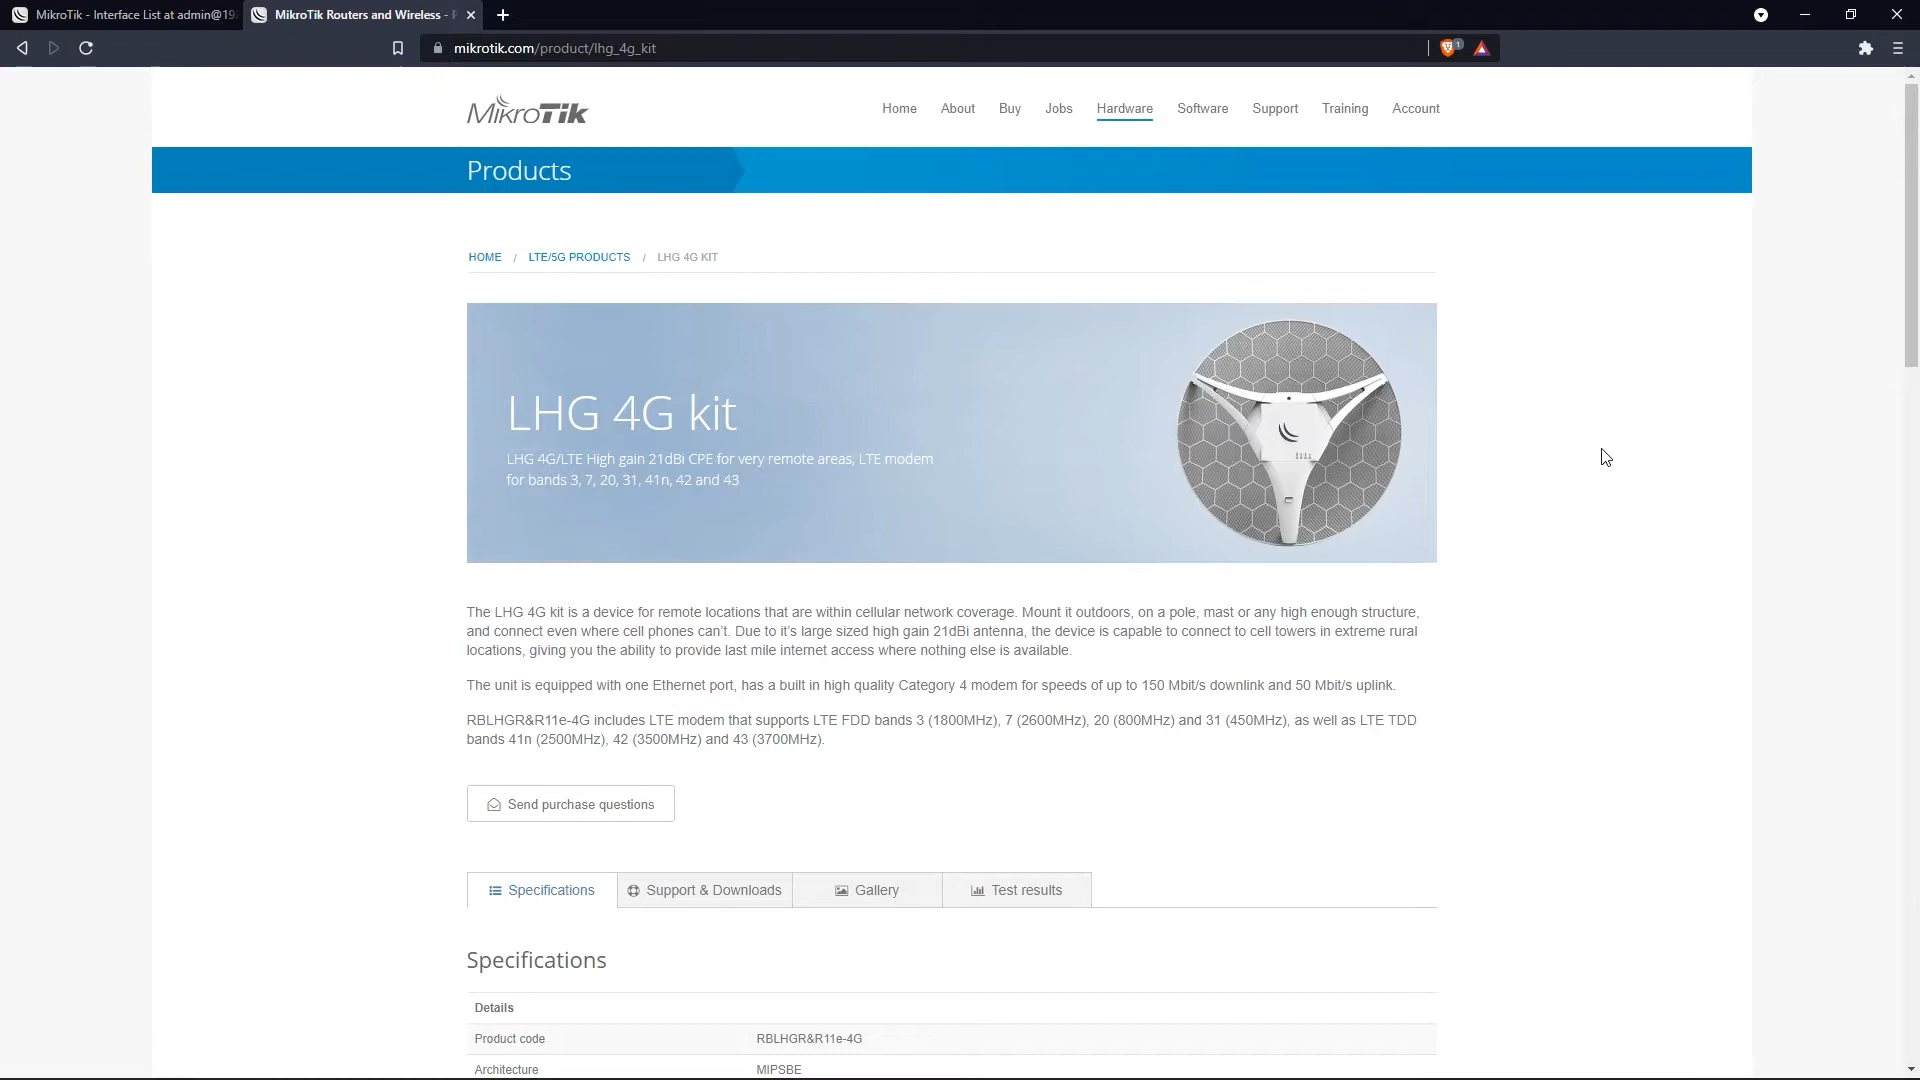 MikroTik - Interface List at admin@19
MikroTik Routers and Wireless -
mikrotik.com/product/lhg_4g_kit
1
MikroTik
Home About Buy Jobs Hardware Software Support Training Account
Products
HOME / LTE/5G PRODUCTS / LHG 4G KIT
LHG 4G kit
LHG 4G/LTE High gain 21dBi CPE for very remote areas, LTE modem
for bands 3, 7, 20, 31, 41n, 42 and 43
The LHG 4G kit is a device for remote locations that are within cellular network coverage. Mount it outdoors, on a pole, mast or any high enough structure,
and connect even where cell phones can't. Due to it's large sized high gain 21dBi antenna, the device is capable to connect to cell towers in extreme rural
locations, giving you the ability to provide last mile internet access where nothing else is available.
The unit is equipped with one Ethernet port, has a built in high quality Category 4 modem for speeds of up to 150 Mbit/s downlink and 50 Mbit/s uplink.
RBLHGR&R11e-4G includes LTE modem that supports LTE FDD bands 3 (1800MHz), 7 (2600MHz), 20 (800MHz) and 31 (450MHz), as well as LTE TDD
bands 41n (2500MHz), 42 (3500MHz) and 43 (3700MHz).
Send purchase questions
Specifications Support & Downloads Gallery Test results
Specifications
Details
Product code RBLHGR&R11e-4G
Architecture MIPSBE